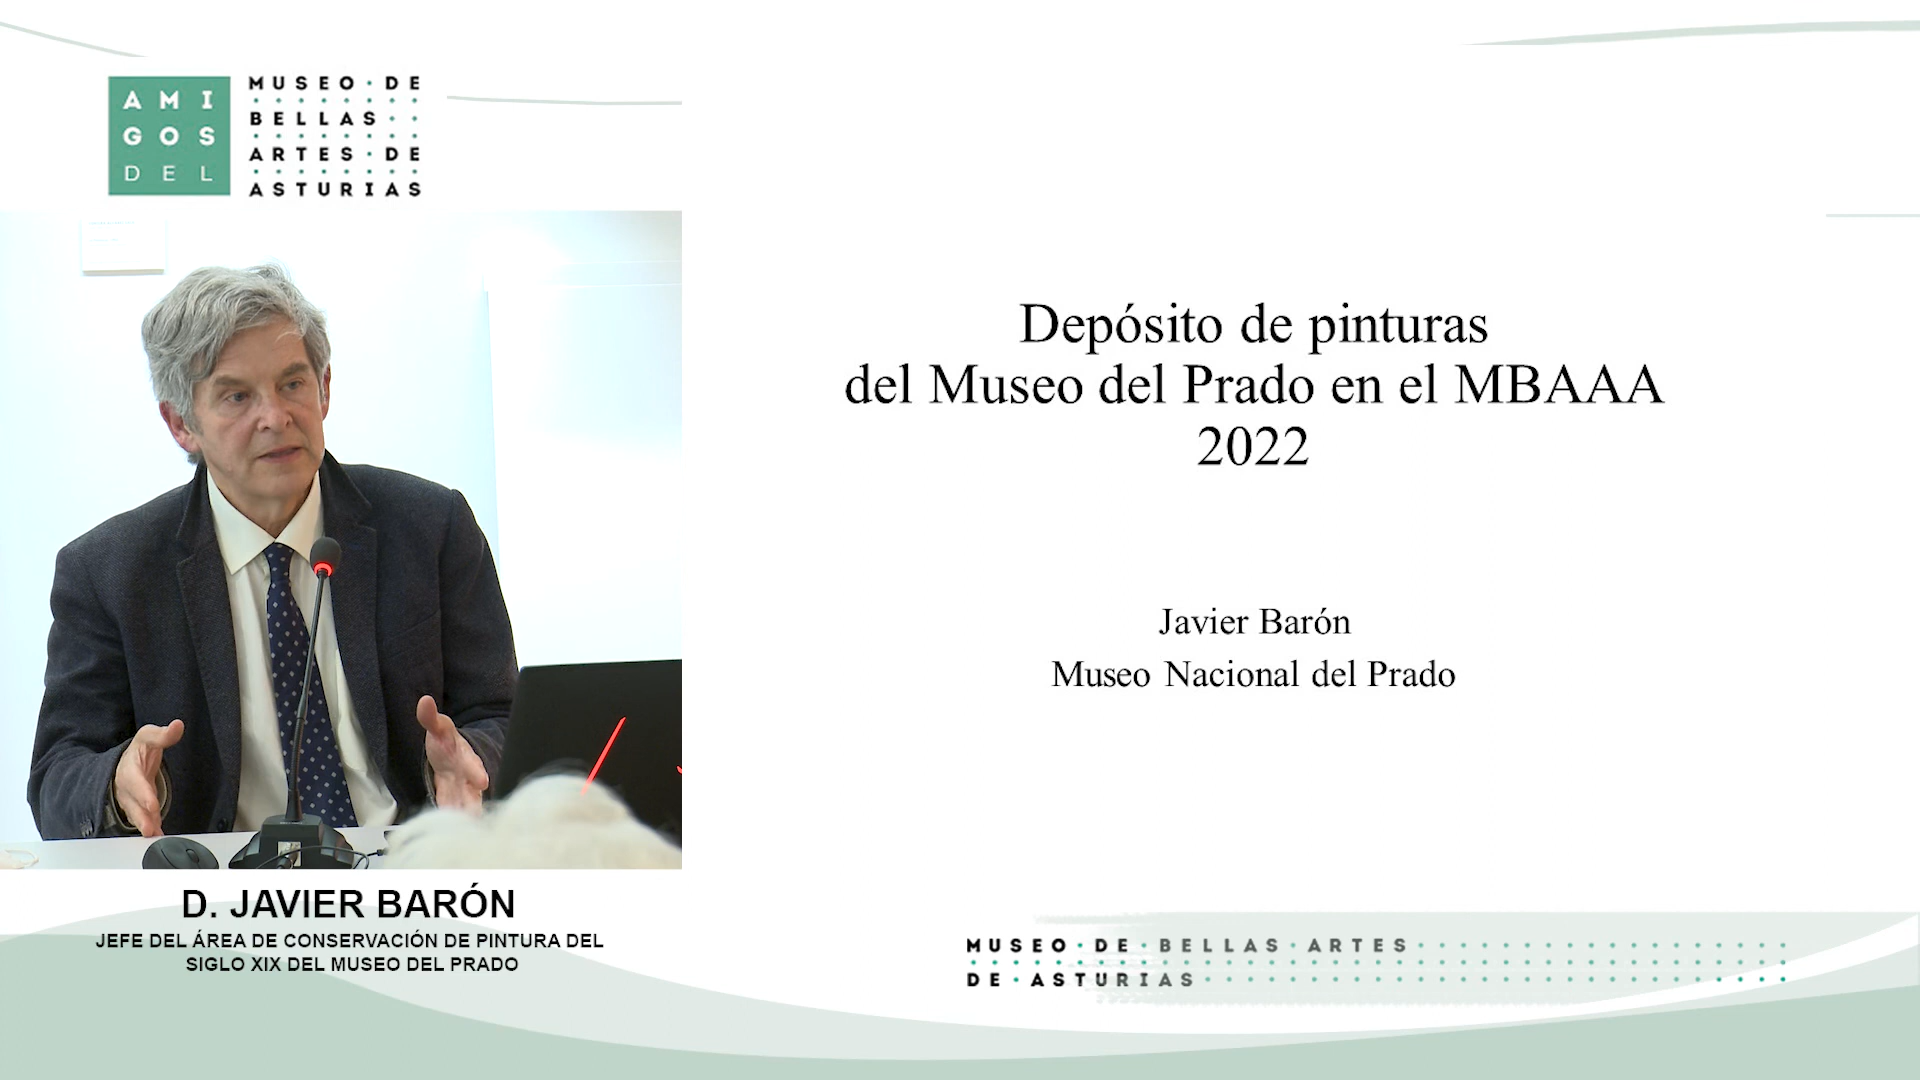 AMI
GOS
DEL
MUSEO·DE
BELLAS
ARTES·DE
ASTURIAS
Depósito de pinturas
del Museo del Prado en el MBAAA
2022
Javier Barón
Museo Nacional del Prado
D. JAVIER BARÓN
JEFE DEL ÁREA DE CONSERVACIÓN DE PINTURA DEL
SIGLO XIX DEL MUSEO DEL PRADO
MUSEO·DE·BELLAS·ARTES
DE·ASTURIAS